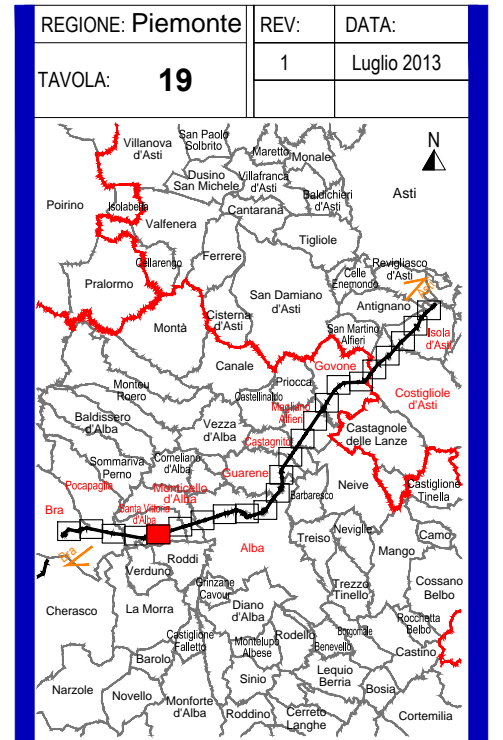 REGIONE: Piemonte
REV:
DATA:
TAVOLA: 19
1
Luglio 2013
N
San Paolo
Solbrito
Villanova
d'Asti
Maretto
Monale
Dusino
San Michele
Villafranca
d'Asti
Baldichieri
d'Asti
Asti
Poirino
Isolabella
Valfenera
Cantarana
Tigliole
Cellarengo
Ferrere
Revigliasco
d'Asti
Celle
Enemondo
Pralormo
San Damiano
d'Asti
Antignano
Asti
Montà
Cisterna
d'Asti
San Martino
Alfieri
Isola
d'Asti
Canale
Govone
Monteu
Roero
Priocca
Castellinaldo
Costigliole
d'Asti
Magliano
Alfieri
Baldissero
d'Alba
Vezza
d'Alba
Castagnito
Castagnole
delle Lanze
Sommariva
Perno
Corneliano
d'Alba
Guarene
Pocapaglia
Monticello
d'Alba
Neive
Castiglione
Tinella
Barbaresco
Bra
Santa Vittoria
d'Alba
Alba
Treiso
Neviglie
Camo
Bra
Roddi
Mango
Verduno
Grinzane
Cavour
Trezzo
Tinello
Cossano
Belbo
Cherasco
La Morra
Diano
d'Alba
Rocchetta
Belbo
Castiglione
Falletto
Montelupo
Albese
Rodello
Borgomale
Benevello
Castino
Barolo
Sinio
Lequio
Berria
Bosia
Narzole
Novello
Monforte
d'Alba
Roddino
Cerreto
Langhe
Cortemilia